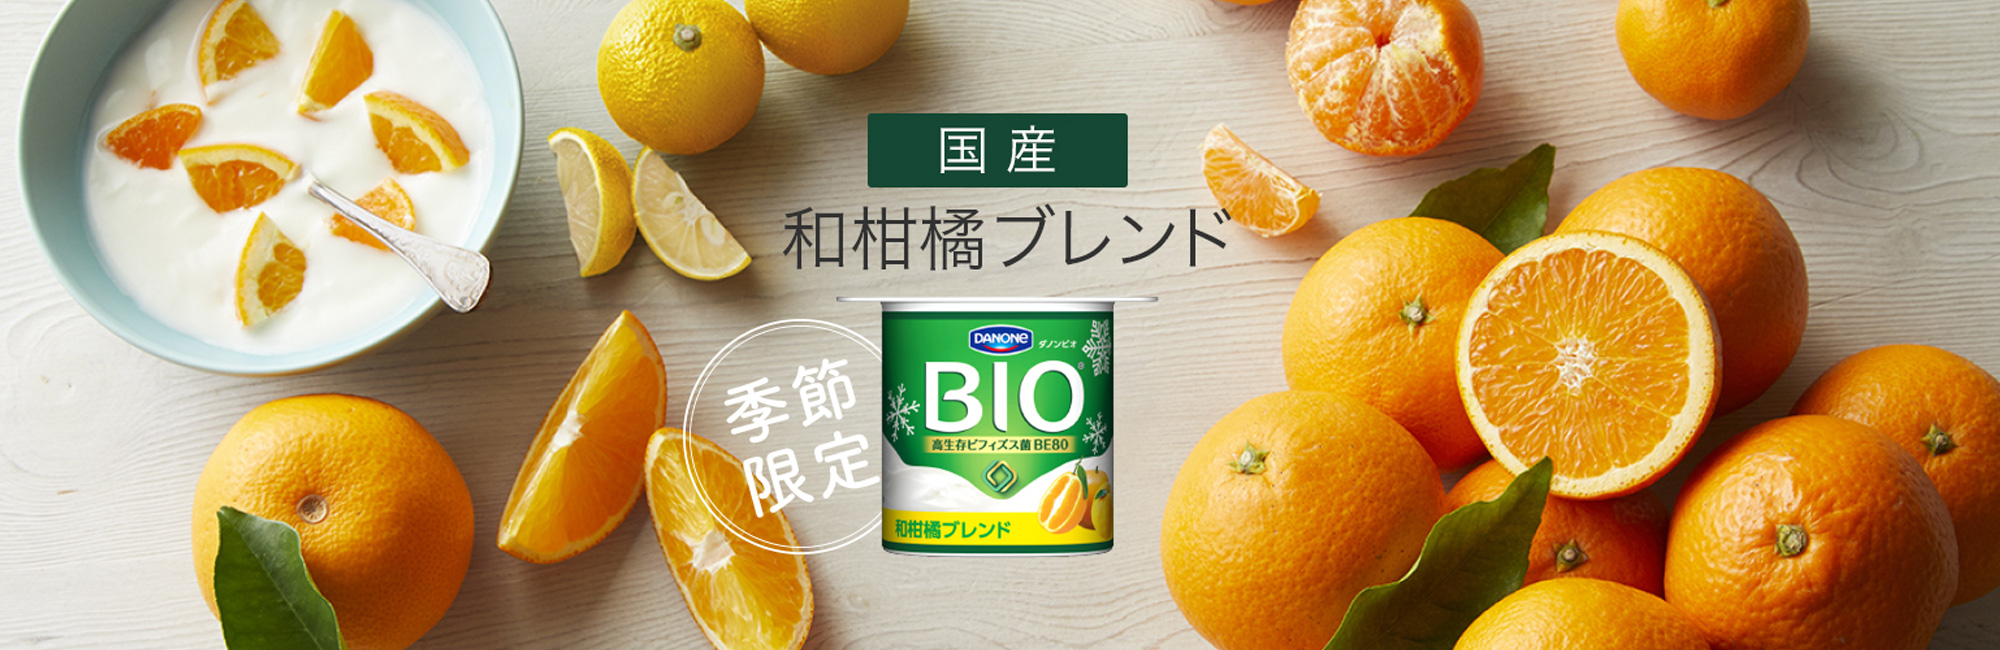 国産
和柑橘ブレンド
季節
限定
DANONE
ダノンビオ
BIO®
高生存ビフィズス菌 BE80
和柑橘ブレンド